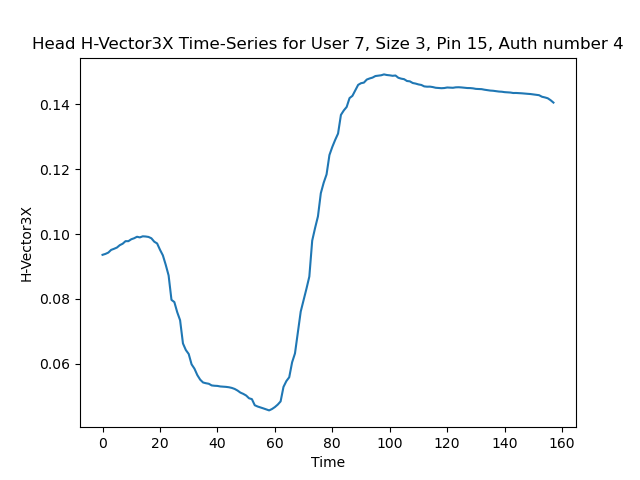 Head H-Vector3X Time-Series for User 7, Size 3, Pin 15, Auth number 4
H-Vector3X
0.14
0.12
0.10
0.08
0.06
0 20 40 60 80 100 120 140 160
Time